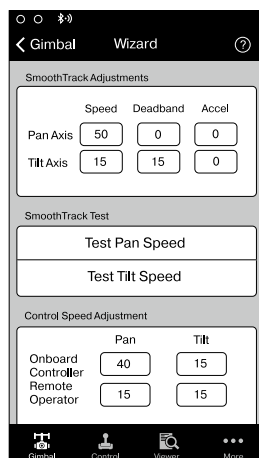 Gimbal Wizard ?
SmoothTrack Adjustments
Speed Deadband Accel
Pan Axis 50 0 0
Tilt Axis 15 15 0
SmoothTrack Test
Test Pan Speed
Test Tilt Speed
Control Speed Adjustment
Pan Tilt
Onboard Controller 40 15
Remote Operator 15 15
Gimbal Control Viewer More